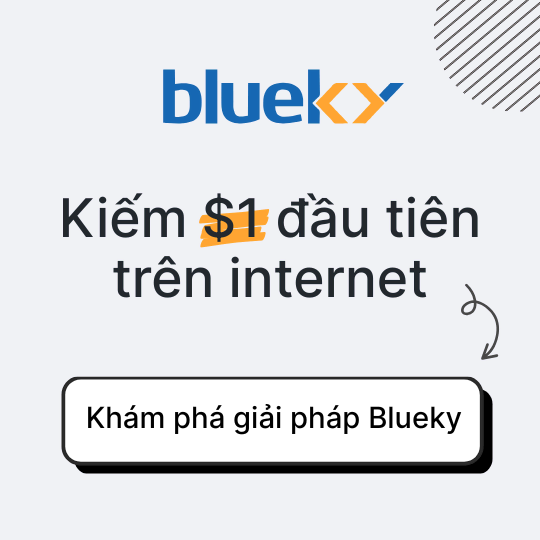 blueky
Kiếm $1 đầu tiên
trên internet
Khám phá giải pháp Blueky